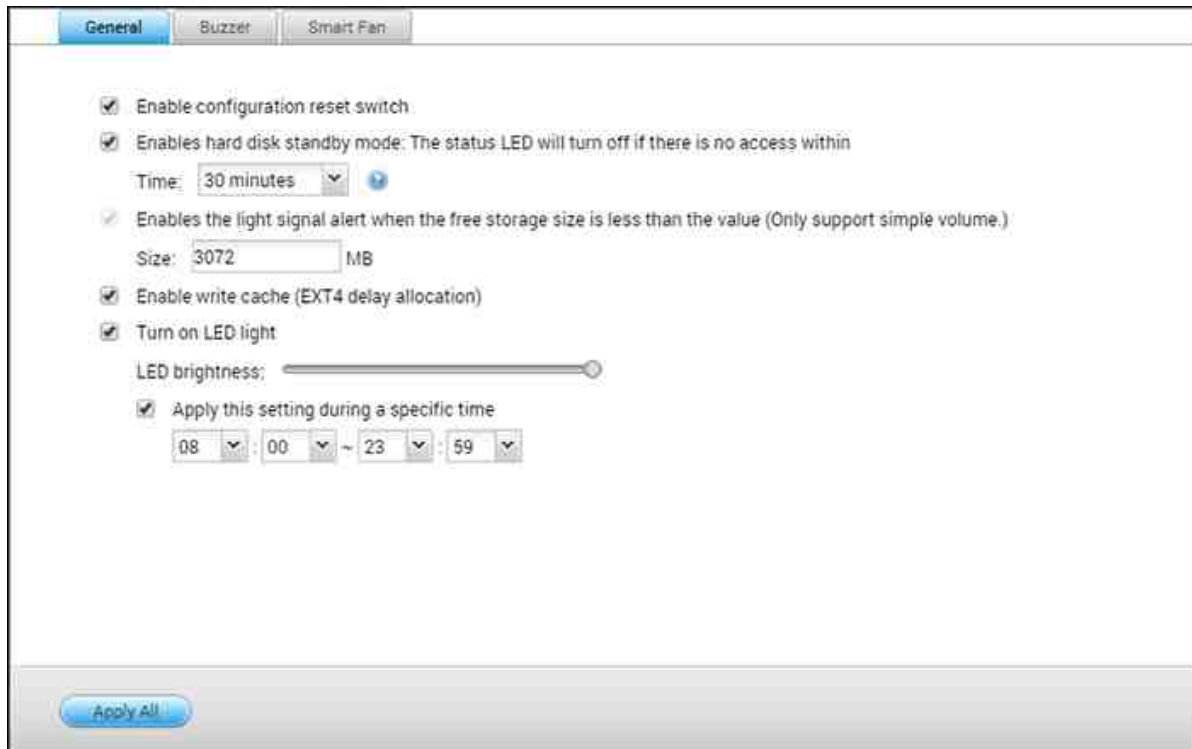 General Buzzer Smart Fan
Enable configuration reset switch
Enables hard disk standby mode: The status LED will turn off if there is no access within
Time: 30 minutes
Enables the light signal alert when the free storage size is less than the value (Only support simple volume.)
Size: 3072 MB
Enable write cache (EXT4 delay allocation)
Turn on LED light
LED brightness:
Apply this setting during a specific time
08 : 00 ~ 23 : 59
Apply All